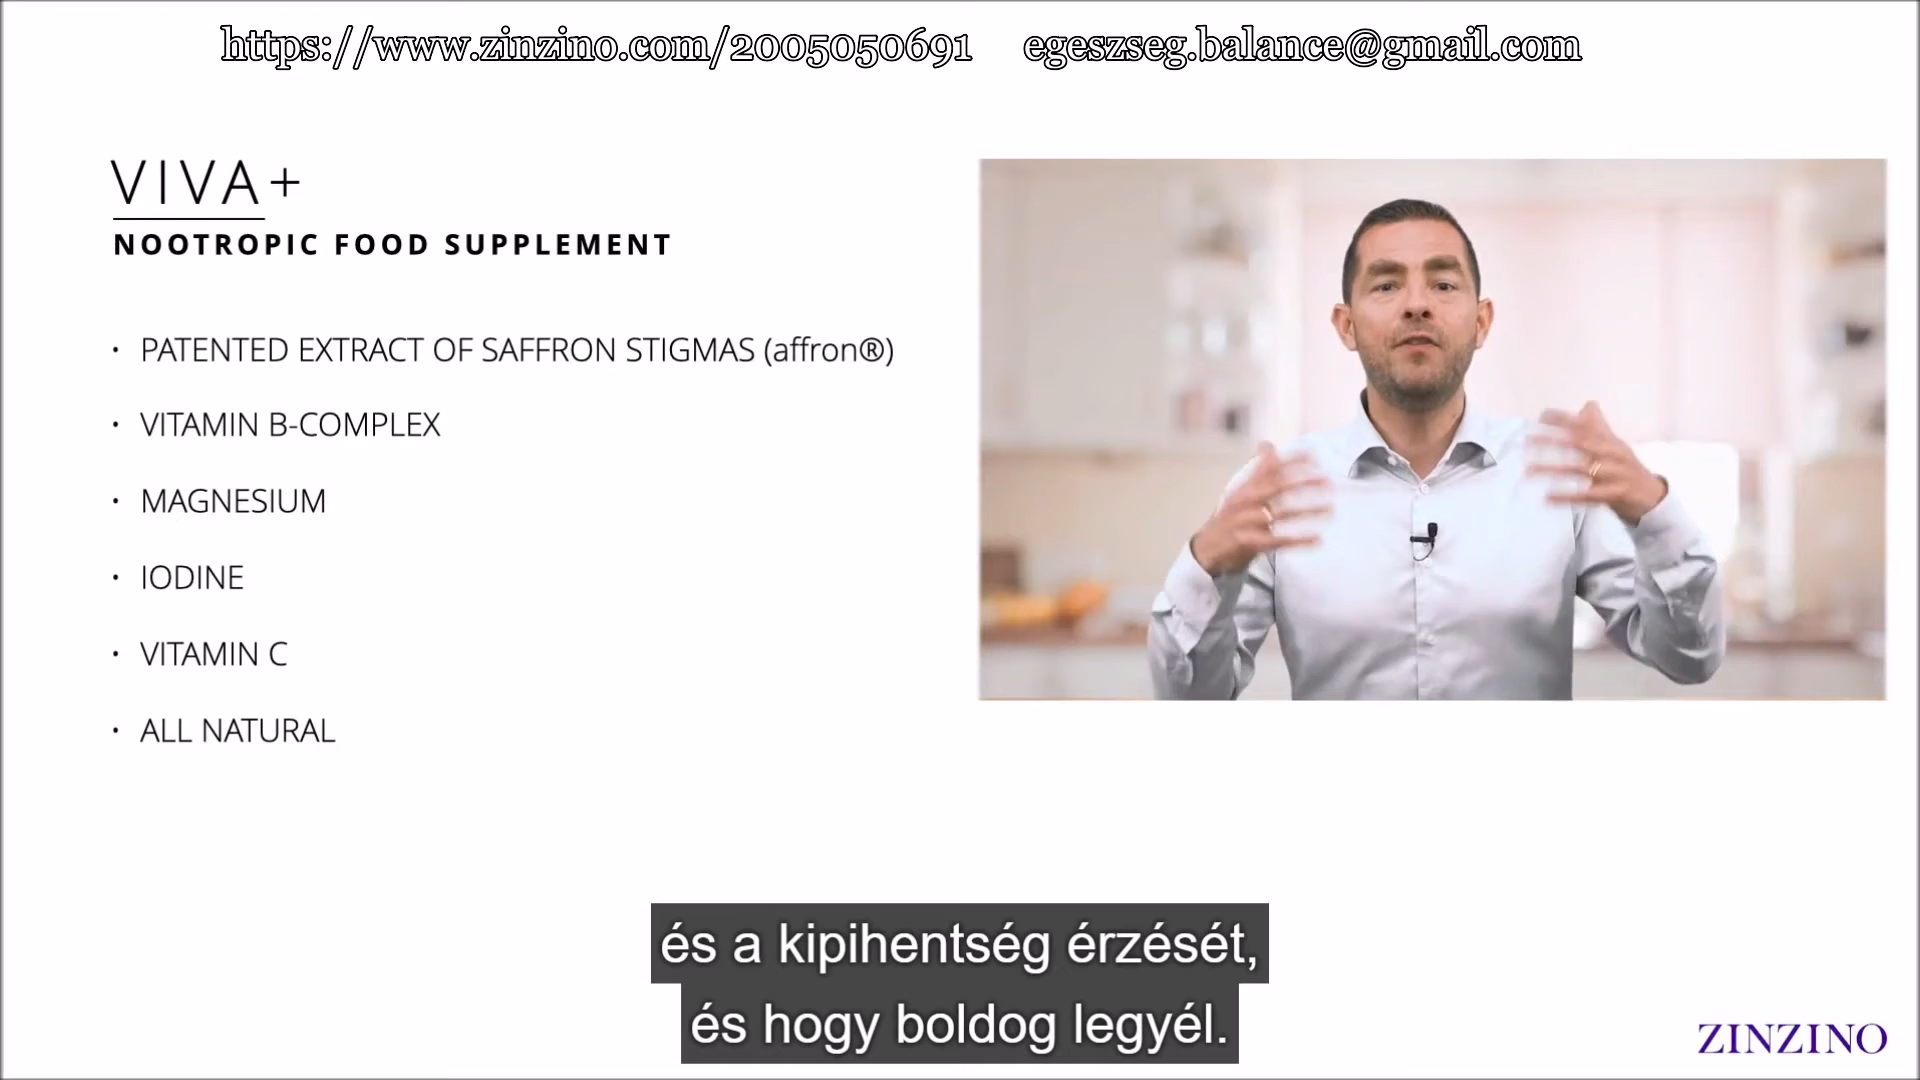 https://www.zinzino.com/2005050691 egeszseg.balance@gmail.com
VIVA+
NOOTROPIC FOOD SUPPLEMENT
• PATENTED EXTRACT OF SAFFRON STIGMAS (affron®)
• VITAMIN B-COMPLEX
• MAGNESIUM
• IODINE
• VITAMIN C
• ALL NATURAL
és a kipihentség érzését,
és hogy boldog legyél.
ZINZINO